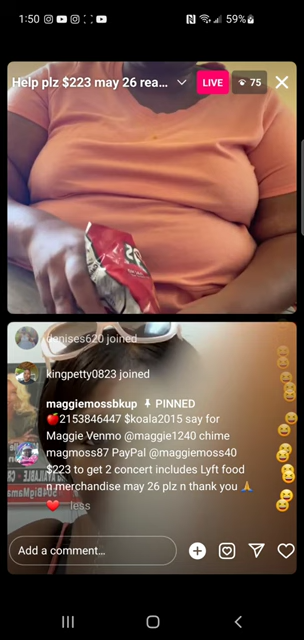 1:50 59%
Help plz $223 may 26 rea... LIVE 75
denises620 joined
kingpetty0823 joined
maggiemossbkup PINNED
🍎2153846447 $koala2015 say for
Maggie Venmo @maggie1240 chime
magmoss87 PayPal @maggiemoss40
$223 to get 2 concert includes Lyft food
n merchandise may 26 plz n thank you 🙏
❤️ less
Add a comment...